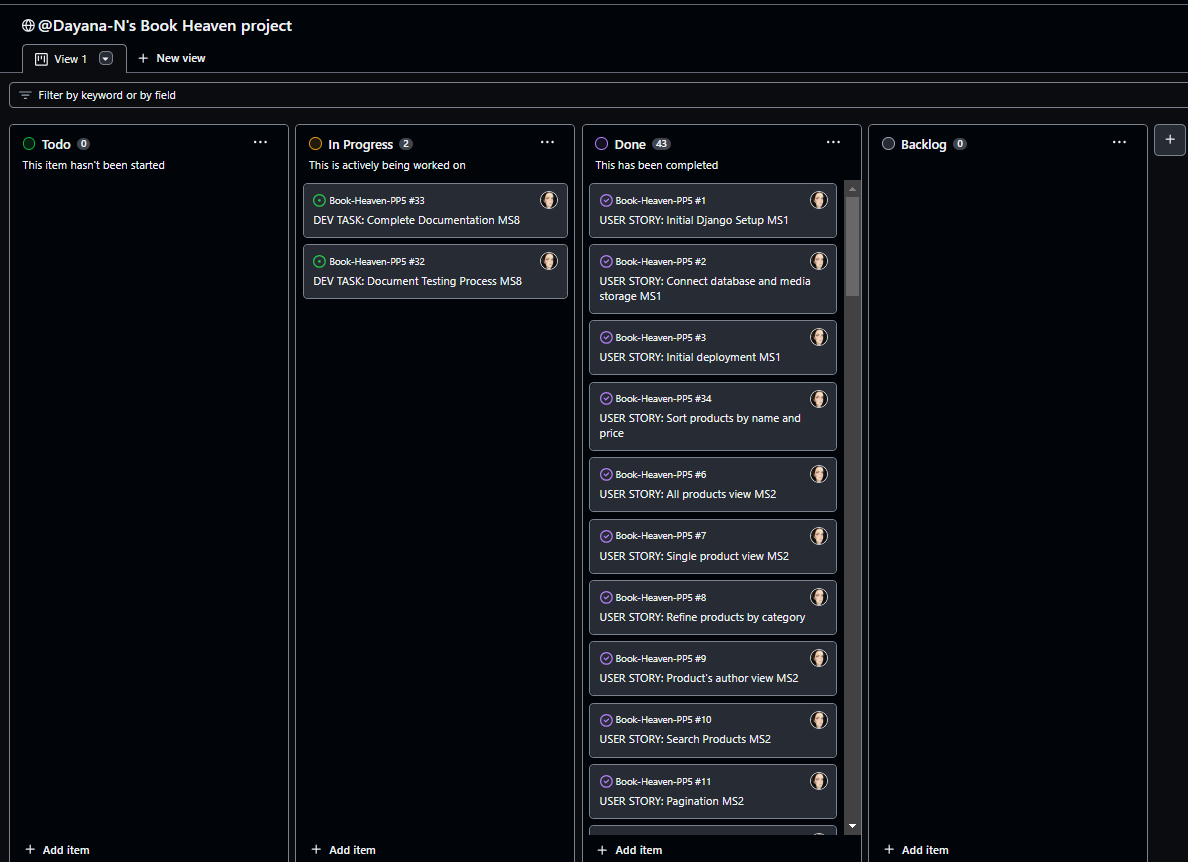 @Dayana-N's Book Heaven project
View 1
New view
Filter by keyword or by field
Todo 0
This item hasn't been started
Add item
In Progress 2
This is actively being worked on
Book-Heaven-PP5 #33
DEV TASK: Complete Documentation MS8
Book-Heaven-PP5 #32
DEV TASK: Document Testing Process MS8
Add item
Done 43
This has been completed
Book-Heaven-PP5 #1
USER STORY: Initial Django Setup MS1
Book-Heaven-PP5 #2
USER STORY: Connect database and media
storage MS1
Book-Heaven-PP5 #3
USER STORY: Initial deployment MS1
Book-Heaven-PP5 #34
USER STORY: Sort products by name and
price
Book-Heaven-PP5 #6
USER STORY: All products view MS2
Book-Heaven-PP5 #7
USER STORY: Single product view MS2
Book-Heaven-PP5 #8
USER STORY: Refine products by category
Book-Heaven-PP5 #9
USER STORY: Product's author view MS2
Book-Heaven-PP5 #10
USER STORY: Search Products MS2
Book-Heaven-PP5 #11
USER STORY: Pagination MS2
Add item
Backlog 0
Add item